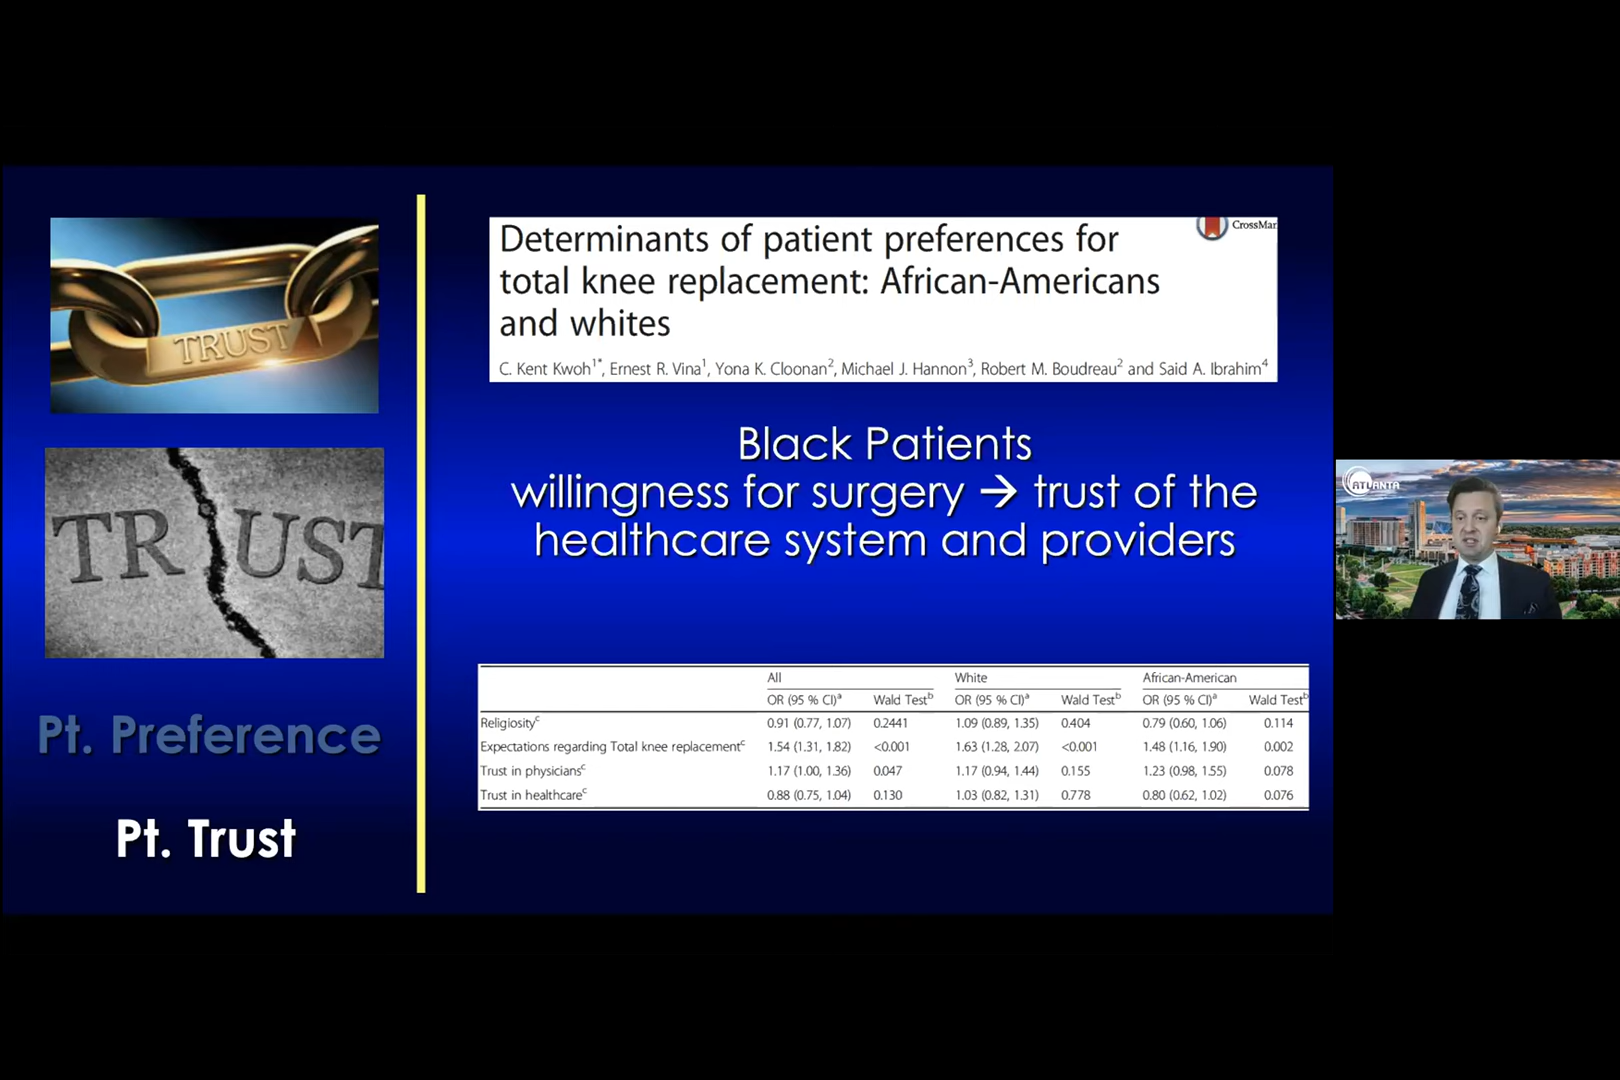 TRUST
TR UST
Pt. Preference
Pt. Trust
Determinants of patient preferences for
total knee replacement: African-Americans
and whites
CrossMar
C. Kent Kwoh1*, Ernest R. Vina1, Yona K. Cloonan2, Michael J. Hannon3, Robert M. Boudreau2 and Said A. Ibrahim4
Black Patients
willingness for surgery → trust of the
healthcare system and providers
All White African-American
OR (95 % CI)a Wald Testb OR (95 % CI)a Wald Testb OR (95 % CI)a Wald Testb
Religiosityc 0.91 (0.77, 1.07) 0.2441 1.09 (0.89, 1.35) 0.404 0.79 (0.60, 1.06) 0.114
Expectations regarding Total knee replacementc 1.54 (1.31, 1.82) <0.001 1.63 (1.28, 2.07) <0.001 1.48 (1.16, 1.90) 0.002
Trust in physiciansc 1.17 (1.00, 1.36) 0.047 1.17 (0.94, 1.44) 0.155 1.23 (0.98, 1.55) 0.078
Trust in healthcarec 0.88 (0.75, 1.04) 0.130 1.03 (0.82, 1.31) 0.778 0.80 (0.62, 1.02) 0.076
ATLANTA